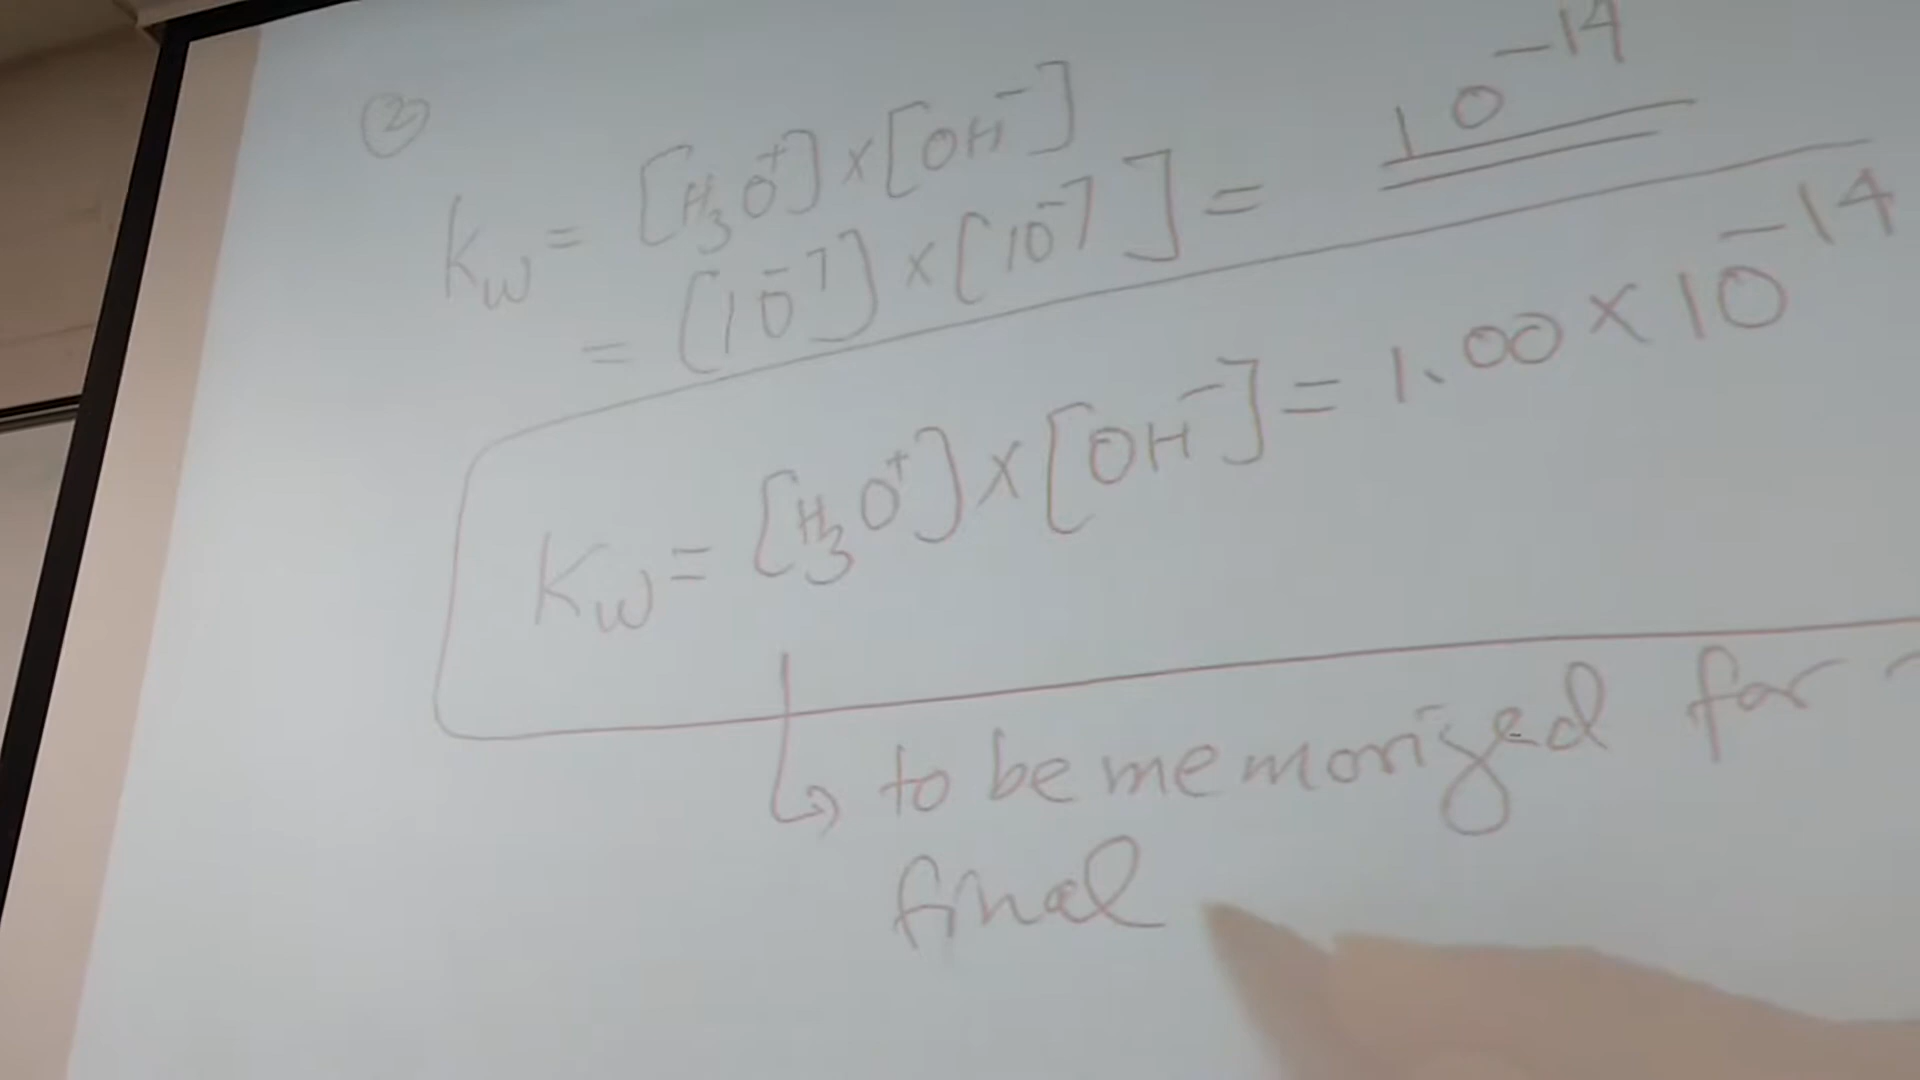 ②
Kw = [H₃O⁺] × [OH⁻]
= [10⁻⁷] × [10⁻⁷] = 10⁻¹⁴
Kw = [H₃O⁺] × [OH⁻] = 1.00 × 10⁻¹⁴
↳ to be memorized for
final